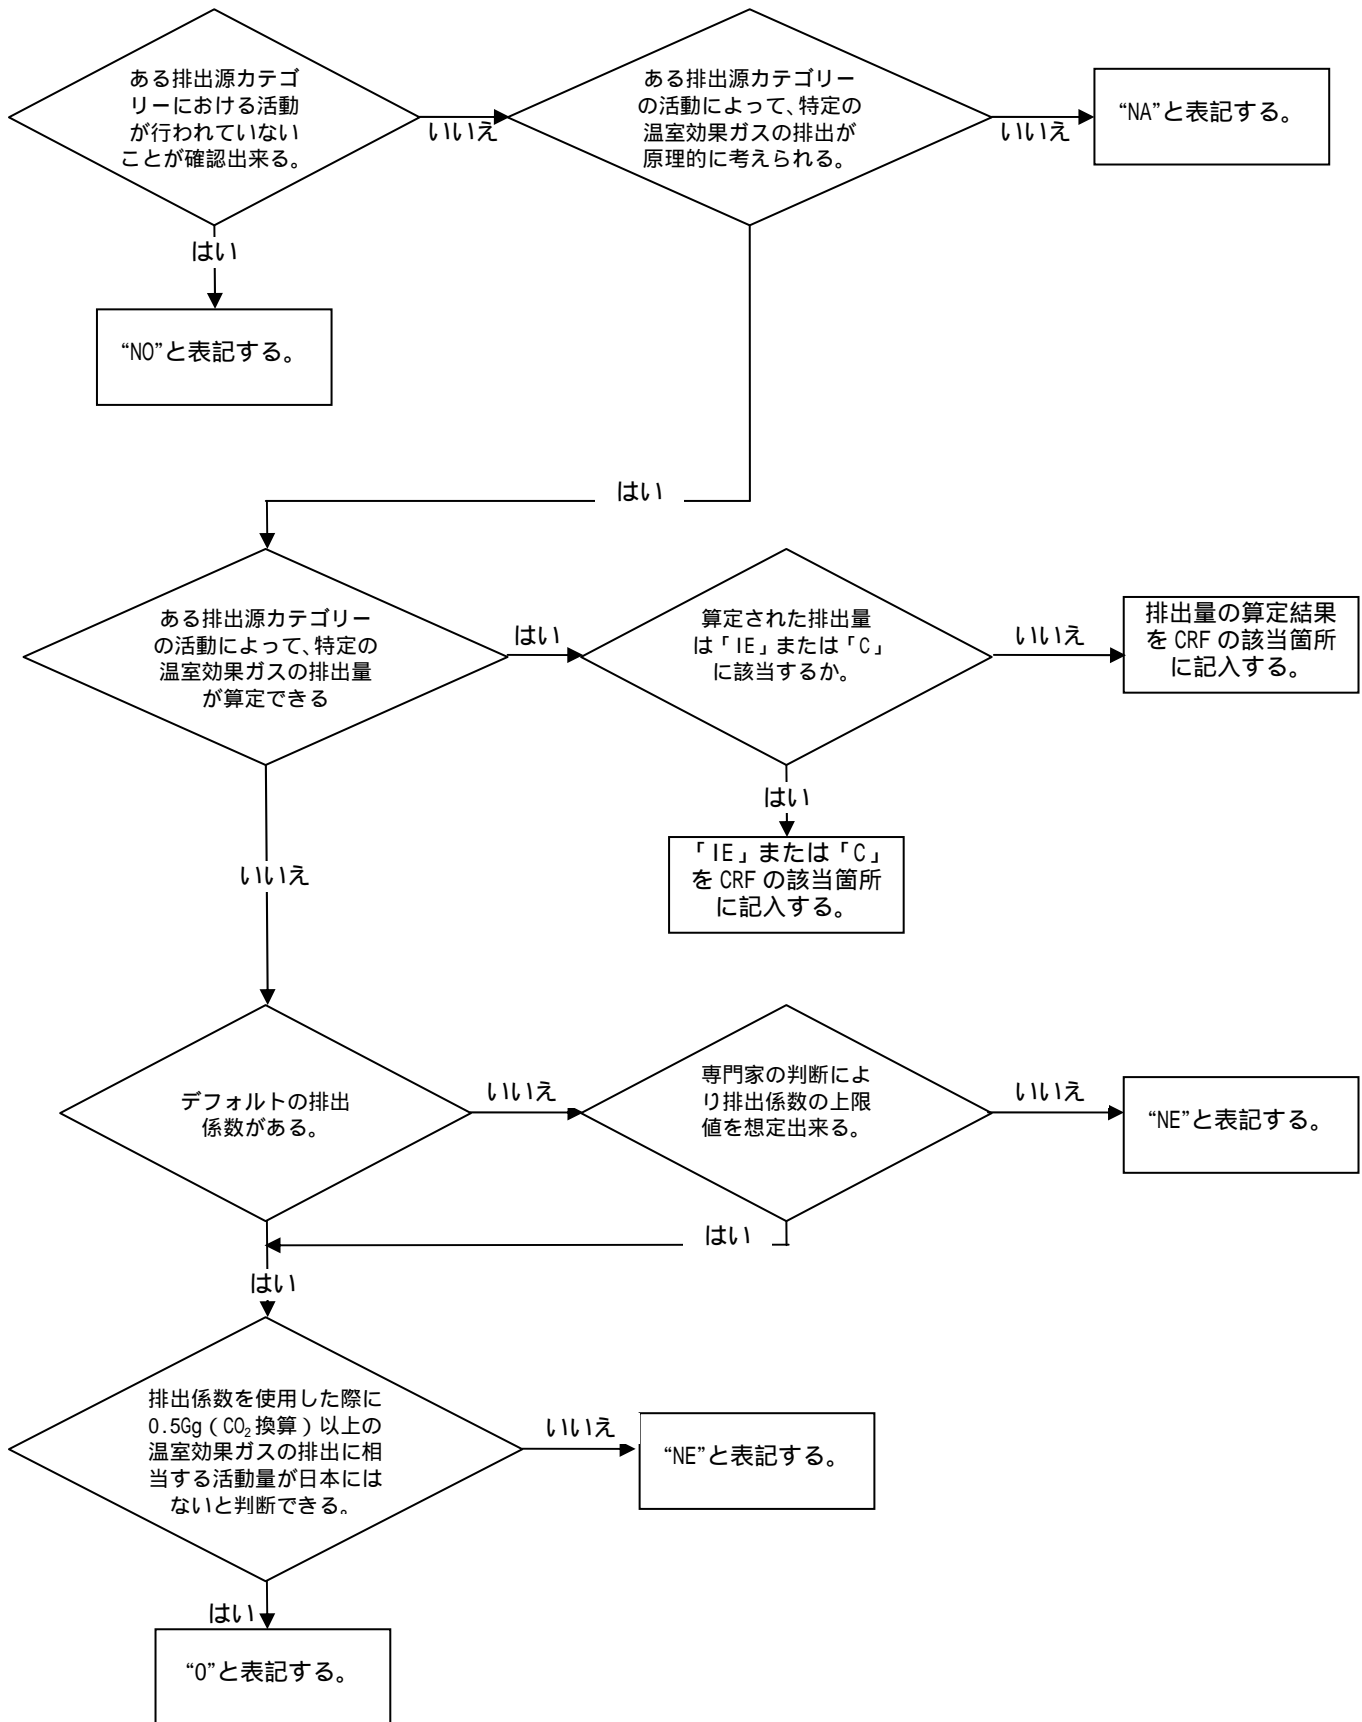 ある排出源カテゴ
リーにおける活動
が行われていない
ことが確認出来る。
いいえ
ある排出源カテゴリー
の活動によって、特定の
温室効果ガスの排出が
原理的に考えられる。
いいえ
“NA”と表記する。
はい
“NO”と表記する。
はい
ある排出源カテゴリー
の活動によって、特定の
温室効果ガスの排出量
が算定できる
はい
算定された排出量
は「IE」または「C」
に該当するか。
いいえ
排出量の算定結果
を CRF の該当箇所
に記入する。
はい
「IE」または「C」
を CRF の該当箇所
に記入する。
いいえ
デフォルトの排出
係数がある。
いいえ
専門家の判断によ
り排出係数の上限
値を想定出来る。
いいえ
“NE”と表記する。
はい
はい
排出係数を使用した際に
0.5Gg（CO₂換算）以上の
温室効果ガスの排出に相
当する活動量が日本には
ないと判断できる。
いいえ
“NE”と表記する。
はい
“0”と表記する。